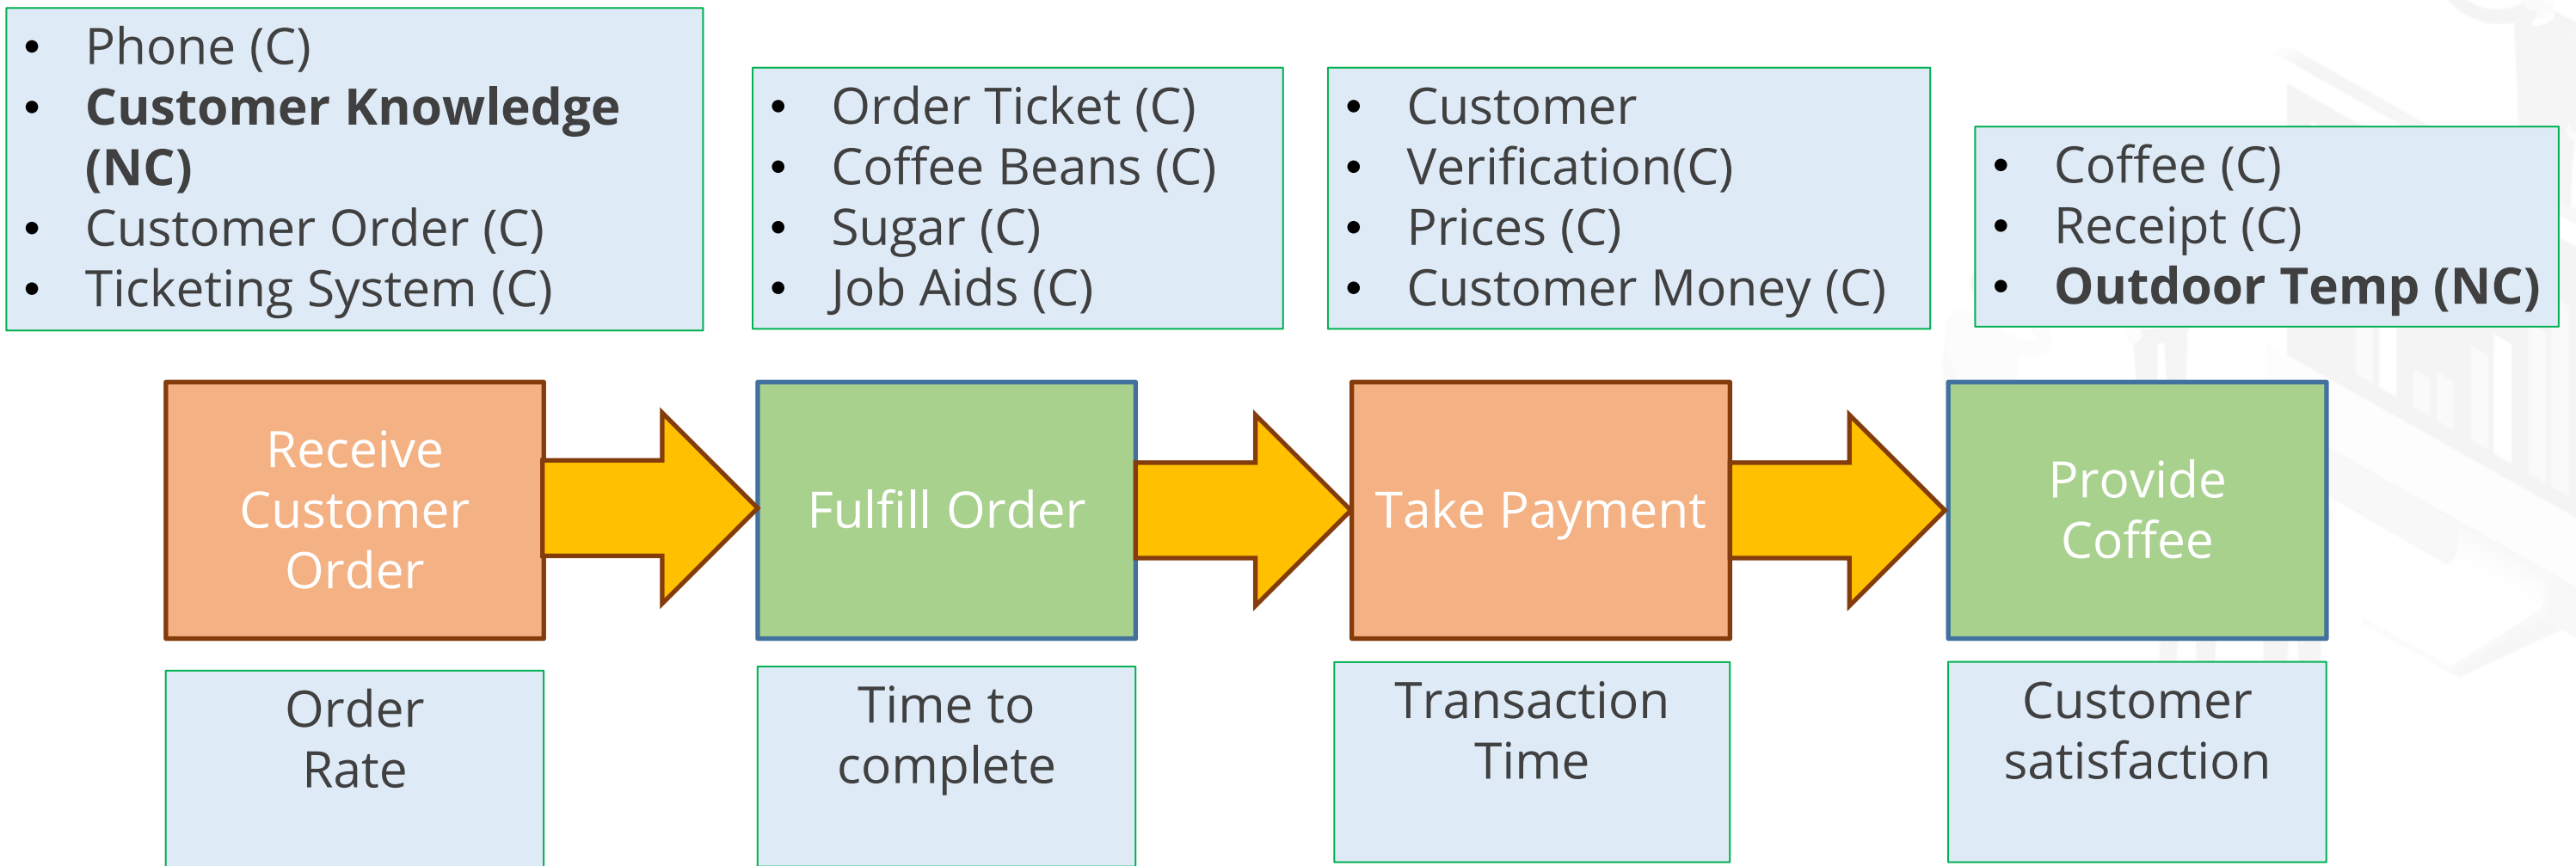 • Phone (C)
• Customer Knowledge
(NC)
• Customer Order (C)
• Ticketing System (C)
• Order Ticket (C)
• Coffee Beans (C)
• Sugar (C)
• Job Aids (C)
• Customer
• Verification(C)
• Prices (C)
• Customer Money (C)
• Coffee (C)
• Receipt (C)
• Outdoor Temp (NC)
Receive
Customer
Order
Fulfill Order
Take Payment
Provide
Coffee
Order
Rate
Time to
complete
Transaction
Time
Customer
satisfaction